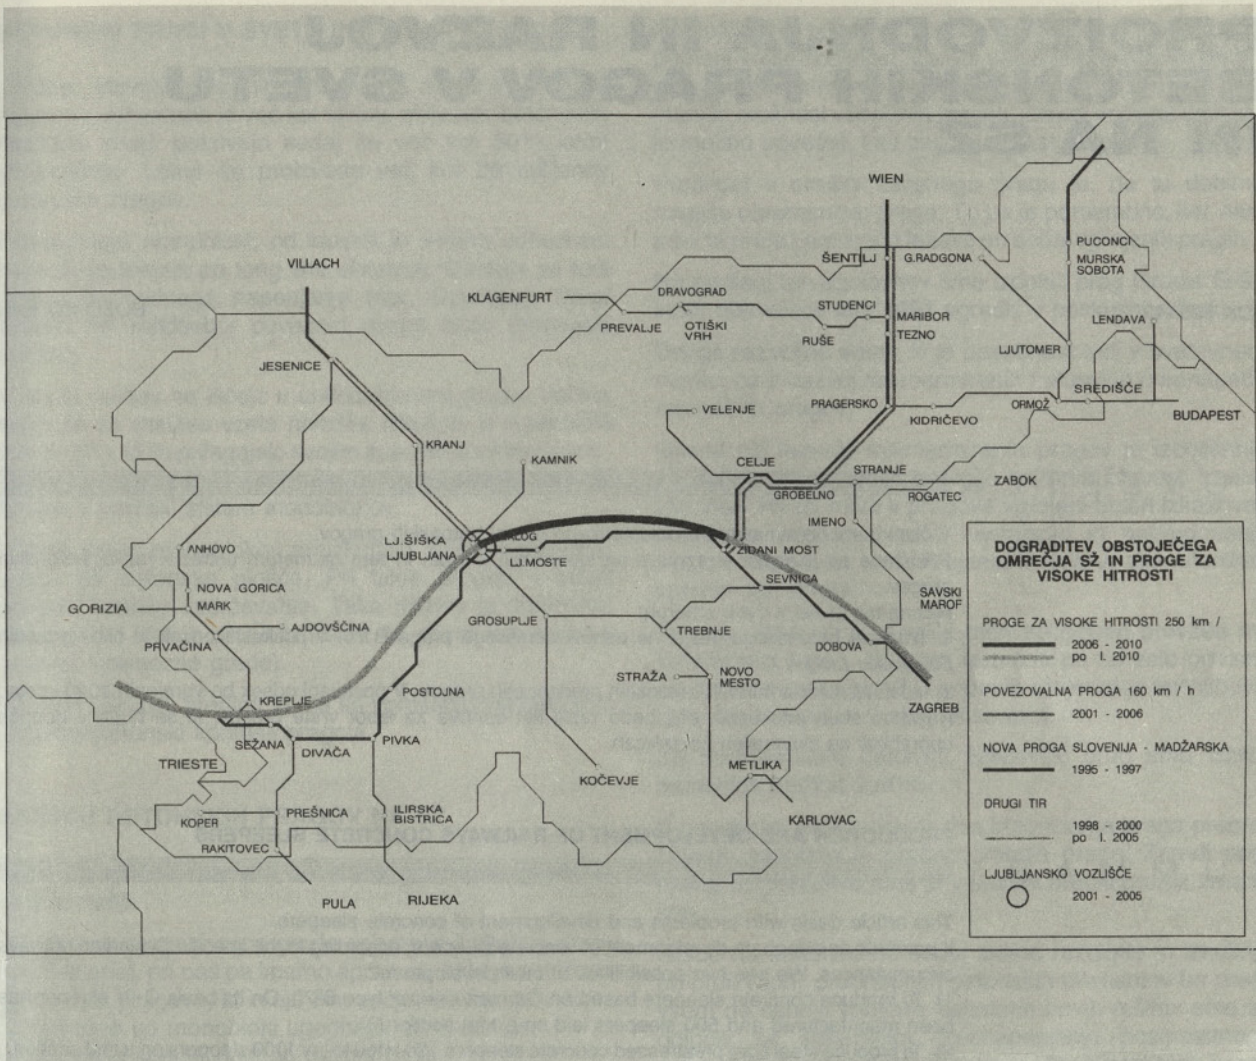 WIEN
VILLACH
KLAGENFURT
PREVALJE
DRAVOGRAD
OTIŠKI
VRH
STUDENCI
RUŠE
ŠENTILJ
G.RADGONA
PUCONCI
MURSKA
SOBOTA
MARIBOR
TEZNO
LENDAVA
LJUTOMER
JESENICE
VELENJE
PRAGERSKO
KIDRIČEVO
ORMOŽ
SREDIŠČE
BUDAPEST
KRANJ
KAMNIK
CELJE
STRANJE
ZABOK
GROBELNO
ROGATEC
IMENO
LJ.ŠIŠKA
LJUBLJANA
LJ.MOSTE
ZIDANI MOST
SEVNICA
SAVSKI
MAROF
ANHOVO
NOVA GORICA
GORIZIA
MARK
AJDOVŠČINA
PRVAČINA
GROSUPLJE
TREBNJE
DOBOVA
STRAŽA
NOVO
MESTO
ZAGREB
KREPLJE
POSTOJNA
SEŽANA
DIVAČA
PIVKA
TRIESTE
KOČEVJE
METLIKA
KARLOVAC
KOPER
PREŠNICA
ILIRSKA
BISTRICA
RAKITOVEC
PULA
RIJEKA
DOGRADITEV OBSTOJEČEGA
OMREČJA SŽ IN PROGE ZA
VISOKE HITROSTI
PROGE ZA VISOKE HITROSTI 250 km /
2006 - 2010
po l. 2010
POVEZOVALNA PROGA 160 km / h
2001 - 2006
NOVA PROGA SLOVENIJA - MADŽARSKA
1995 - 1997
DRUGI TIR
1998 - 2000
po l. 2005
LJUBLJANSKO VOZLIŠČE
2001 - 2005